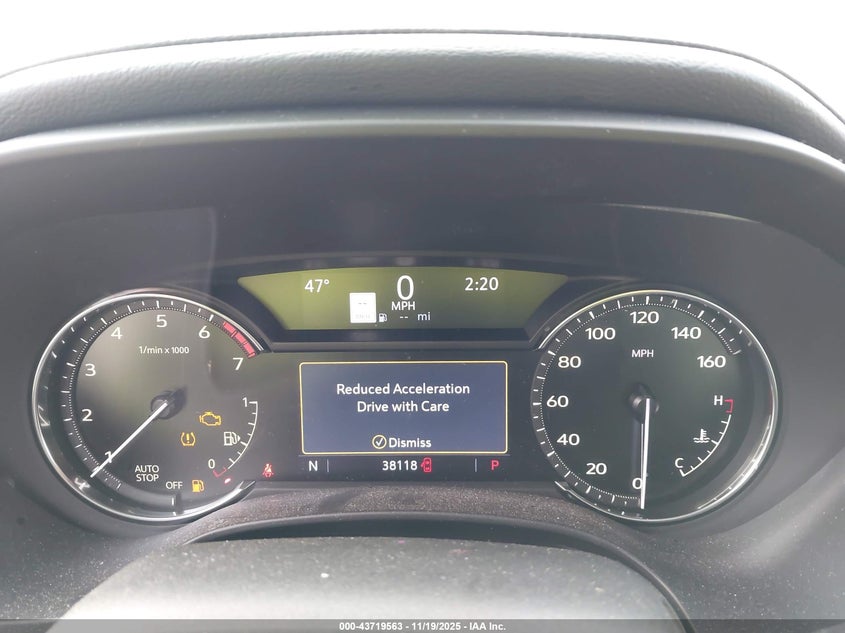 47° 0 2:20
MPH
-- mi
4 5 6 7
3
2
1
1/min x 1000
AUTO
STOP
OFF
1
0
Reduced Acceleration
Drive with Care
Dismiss
N 38118 P
100 120 140
80 160
60
40
20
0
MPH
H
C
000-43719563 — 11/19/2025 — IAA Inc.